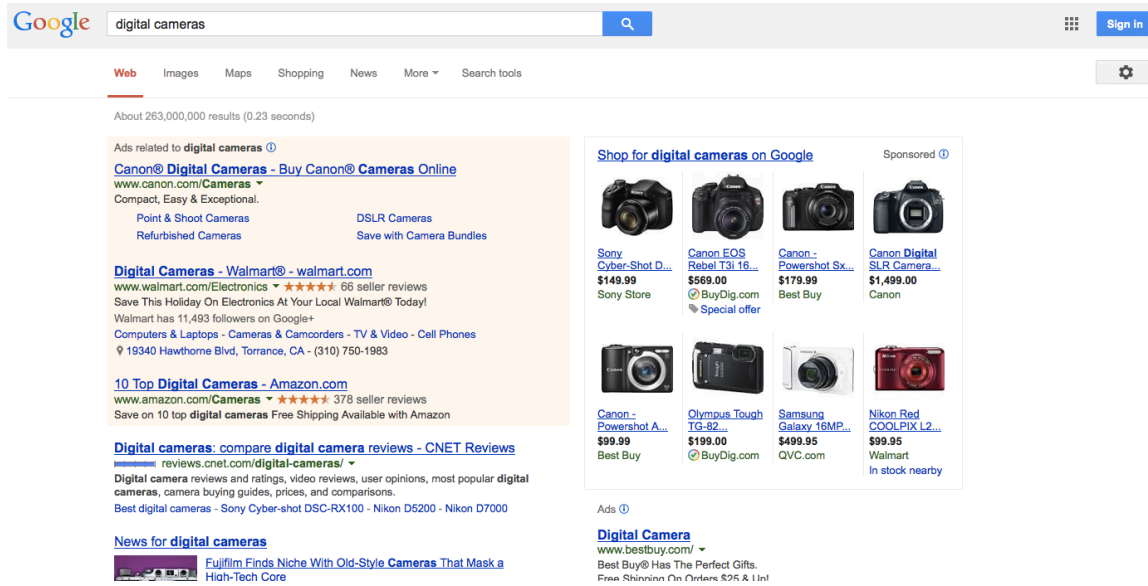 Google
digital cameras
Sign in
Web Images Maps Shopping News More Search tools
About 263,000,000 results (0.23 seconds)
Ads related to digital cameras
Canon® Digital Cameras - Buy Canon® Cameras Online
www.canon.com/Cameras
Compact, Easy & Exceptional.
Point & Shoot Cameras DSLR Cameras
Refurbished Cameras Save with Camera Bundles
Digital Cameras - Walmart® - walmart.com
www.walmart.com/Electronics 66 seller reviews
Save This Holiday On Electronics At Your Local Walmart® Today!
Walmart has 11,493 followers on Google+
Computers & Laptops - Cameras & Camcorders - TV & Video - Cell Phones
19340 Hawthorne Blvd, Torrance, CA - (310) 750-1983
10 Top Digital Cameras - Amazon.com
www.amazon.com/Cameras 378 seller reviews
Save on 10 top digital cameras Free Shipping Available with Amazon
Digital cameras: compare digital camera reviews - CNET Reviews
reviews.cnet.com/digital-cameras/
Digital camera reviews and ratings, video reviews, user opinions, most popular digital
cameras, camera buying guides, prices, and comparisons.
Best digital cameras - Sony Cyber-shot DSC-RX100 - Nikon D5200 - Nikon D7000
News for digital cameras
Fujifilm Finds Niche With Old-Style Cameras That Mask a
High-Tech Core
Shop for digital cameras on Google Sponsored
Sony
Cyber-Shot D...
$149.99
Sony Store
Canon EOS
Rebel T3i 16...
$569.00
BuyDig.com
Special offer
Canon -
Powershot Sx...
$179.99
Best Buy
Canon Digital
SLR Camera...
$1,499.00
Canon
Canon -
Powershot A...
$99.99
Best Buy
Olympus Tough
TG-82...
$199.00
BuyDig.com
Samsung
Galaxy 16MP...
$499.95
QVC.com
Nikon Red
COOLPIX L2...
$99.95
Walmart
In stock nearby
Ads
Digital Camera
www.bestbuy.com/
Best Buy® Has The Perfect Gifts.
Free Shipping On Orders $25 & Up!